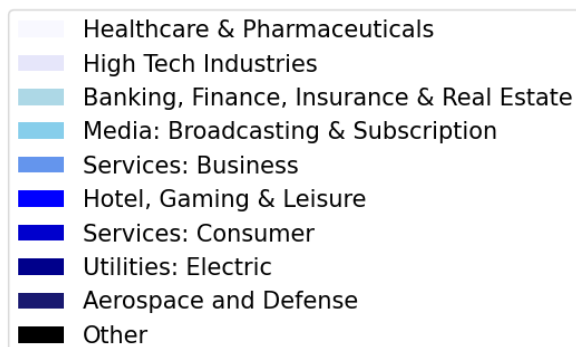 Healthcare & Pharmaceuticals
High Tech Industries
Banking, Finance, Insurance & Real Estate
Media: Broadcasting & Subscription
Services: Business
Hotel, Gaming & Leisure
Services: Consumer
Utilities: Electric
Aerospace and Defense
Other